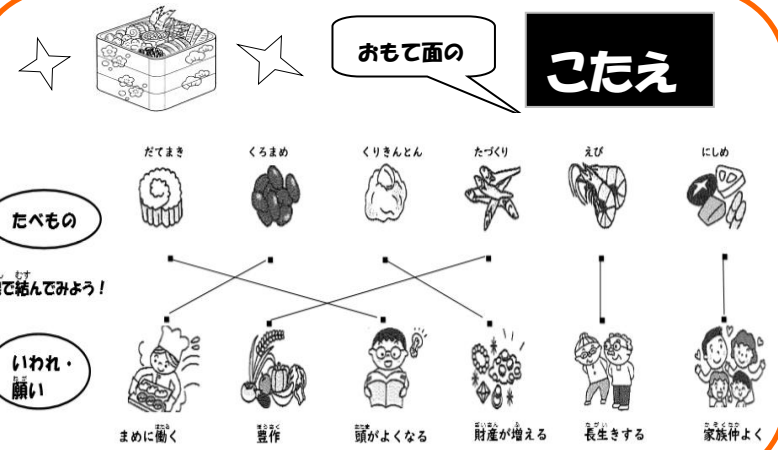 おもて面の
こたえ
だてまき
くろまめ
くりきんとん
たづくり
えび
にしめ
たべもの
で結んでみよう！
いわれ・
願い
まめに働く
豊作
頭がよくなる
財産が増える
長生きする
家族仲よく